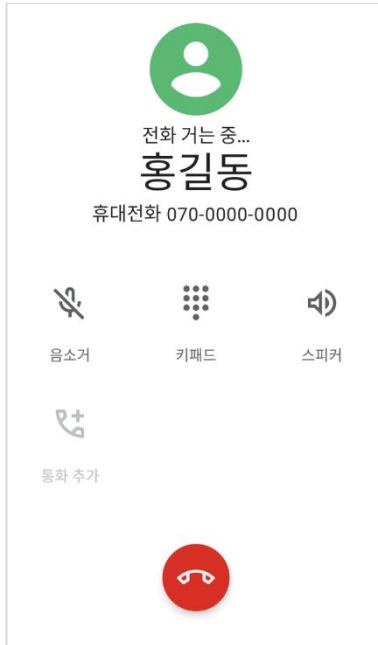 전화 거는 중...
홍길동
휴대전화 070-0000-0000
음소거 키패드 스피커
통화 추가